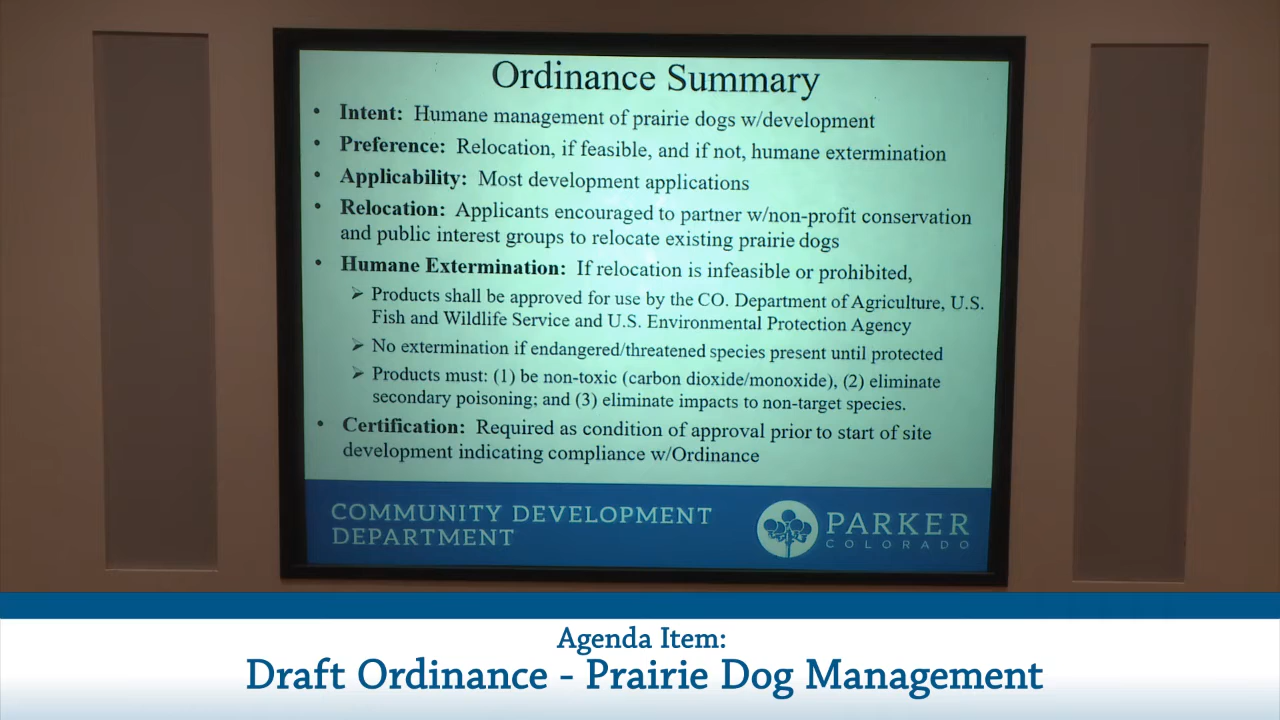 Ordinance Summary
• Intent: Humane management of prairie dogs w/development
• Preference: Relocation, if feasible, and if not, humane extermination
• Applicability: Most development applications
• Relocation: Applicants encouraged to partner w/non-profit conservation
and public interest groups to relocate existing prairie dogs
• Humane Extermination: If relocation is infeasible or prohibited,
➢ Products shall be approved for use by the CO. Department of Agriculture, U.S.
Fish and Wildlife Service and U.S. Environmental Protection Agency
➢ No extermination if endangered/threatened species present until protected
➢ Products must: (1) be non-toxic (carbon dioxide/monoxide), (2) eliminate
secondary poisoning; and (3) eliminate impacts to non-target species.
• Certification: Required as condition of approval prior to start of site
development indicating compliance w/Ordinance
COMMUNITY DEVELOPMENT
DEPARTMENT
PARKER
COLORADO
Agenda Item:
Draft Ordinance - Prairie Dog Management